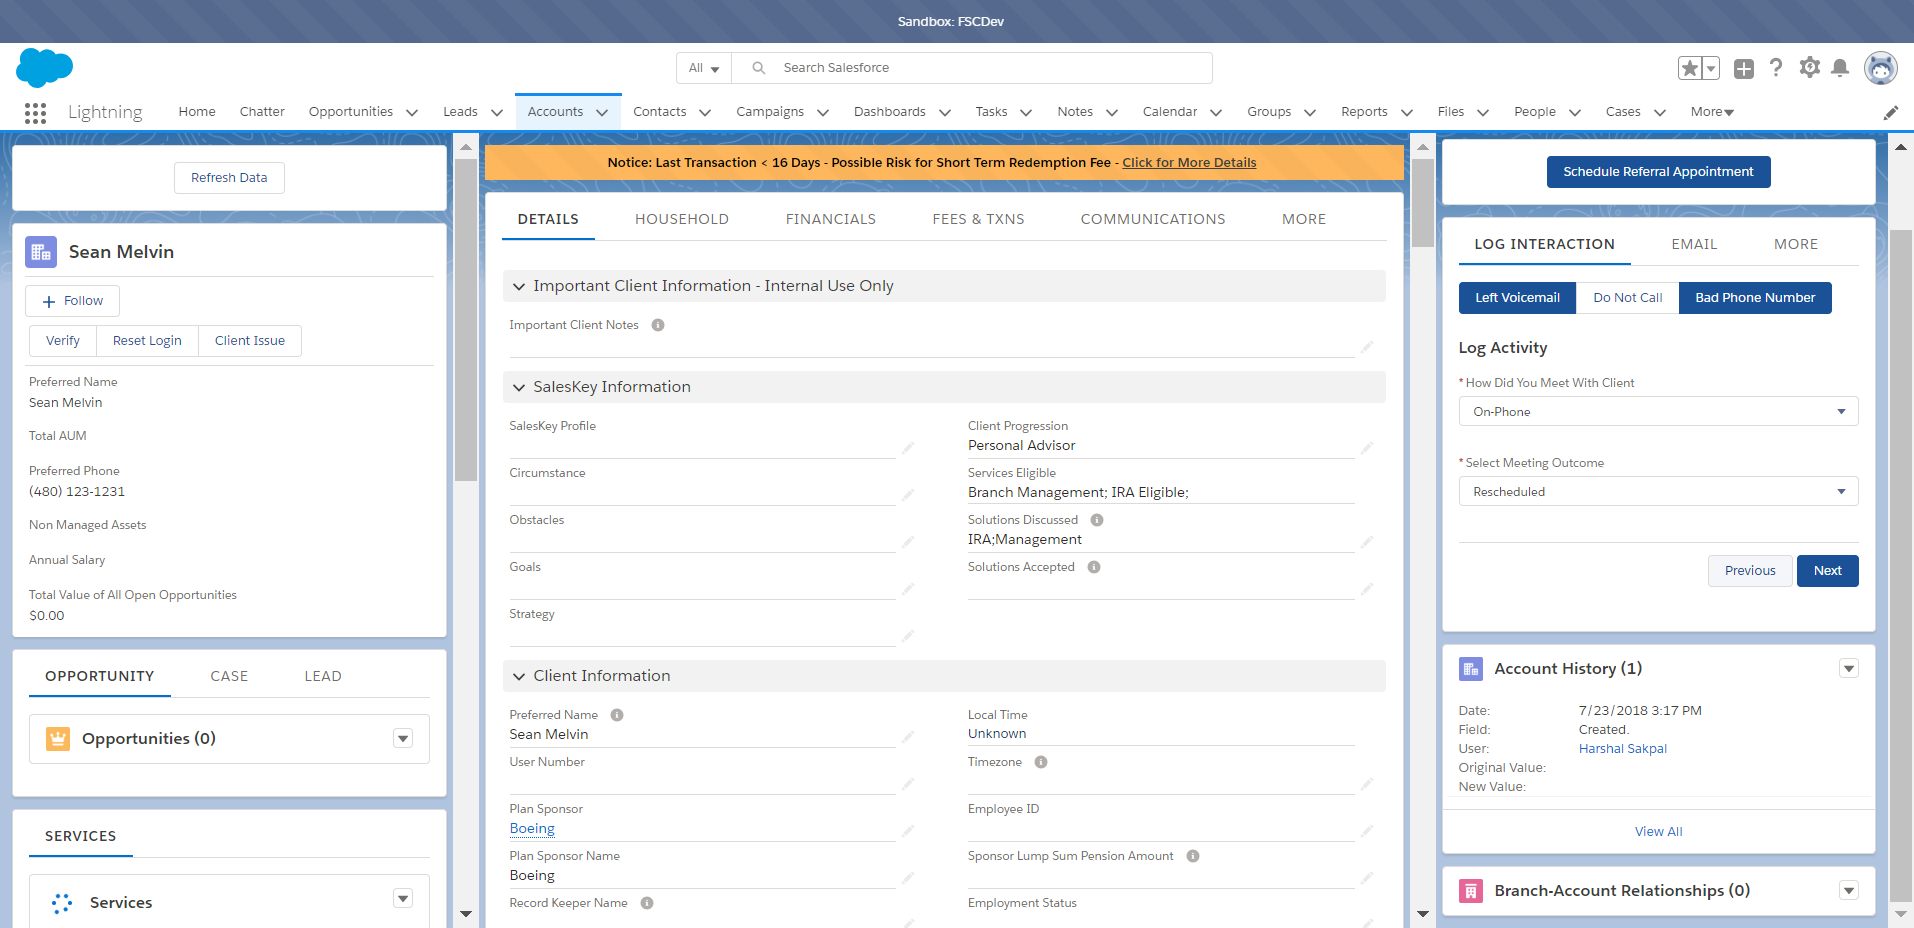 Sandbox: FSCDev
All
Search Salesforce
Lightning
Home
Chatter
Opportunities
Leads
Accounts
Contacts
Campaigns
Dashboards
Tasks
Notes
Calendar
Groups
Reports
Files
People
Cases
More
Refresh Data
Sean Melvin
Follow
Verify
Reset Login
Client Issue
Preferred Name
Sean Melvin
Total AUM
Preferred Phone
(480) 123-1231
Non Managed Assets
Annual Salary
Total Value of All Open Opportunities
$0.00
OPPORTUNITY
CASE
LEAD
Opportunities (0)
SERVICES
Services
Notice: Last Transaction < 16 Days - Possible Risk for Short Term Redemption Fee - Click for More Details
DETAILS
HOUSEHOLD
FINANCIALS
FEES & TXNS
COMMUNICATIONS
MORE
Important Client Information - Internal Use Only
Important Client Notes
SalesKey Information
SalesKey Profile
Client Progression
Personal Advisor
Circumstance
Services Eligible
Branch Management; IRA Eligible;
Obstacles
Solutions Discussed
IRA;Management
Goals
Solutions Accepted
Strategy
Client Information
Preferred Name
Sean Melvin
Local Time
Unknown
User Number
Timezone
Plan Sponsor
Boeing
Employee ID
Plan Sponsor Name
Boeing
Sponsor Lump Sum Pension Amount
Record Keeper Name
Employment Status
Schedule Referral Appointment
LOG INTERACTION
EMAIL
MORE
Left Voicemail
Do Not Call
Bad Phone Number
Log Activity
* How Did You Meet With Client
On-Phone
* Select Meeting Outcome
Rescheduled
Previous
Next
Account History (1)
Date: 7/23/2018 3:17 PM
Field: Created.
User: Harshal Sakpal
Original Value:
New Value:
View All
Branch-Account Relationships (0)